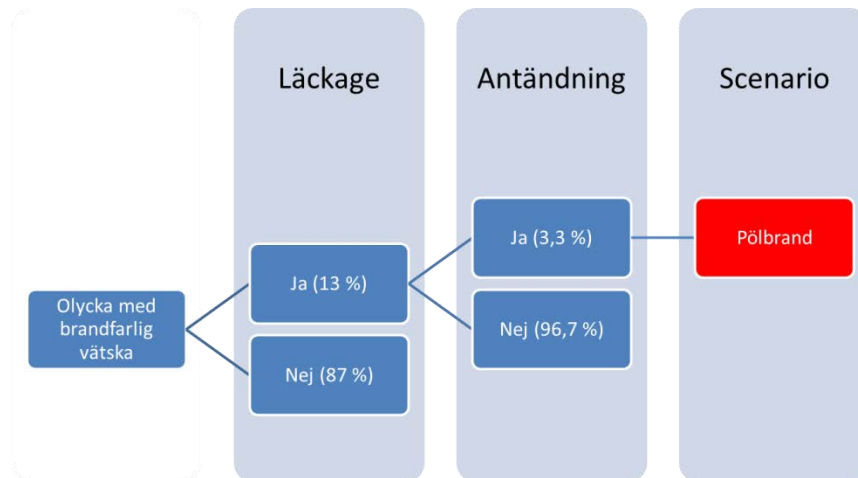 Läckage
Antändning
Scenario
Olycka med
brandfarlig
vätska
Ja (13 %)
Nej (87 %)
Ja (3,3 %)
Nej (96,7 %)
Pölbrand